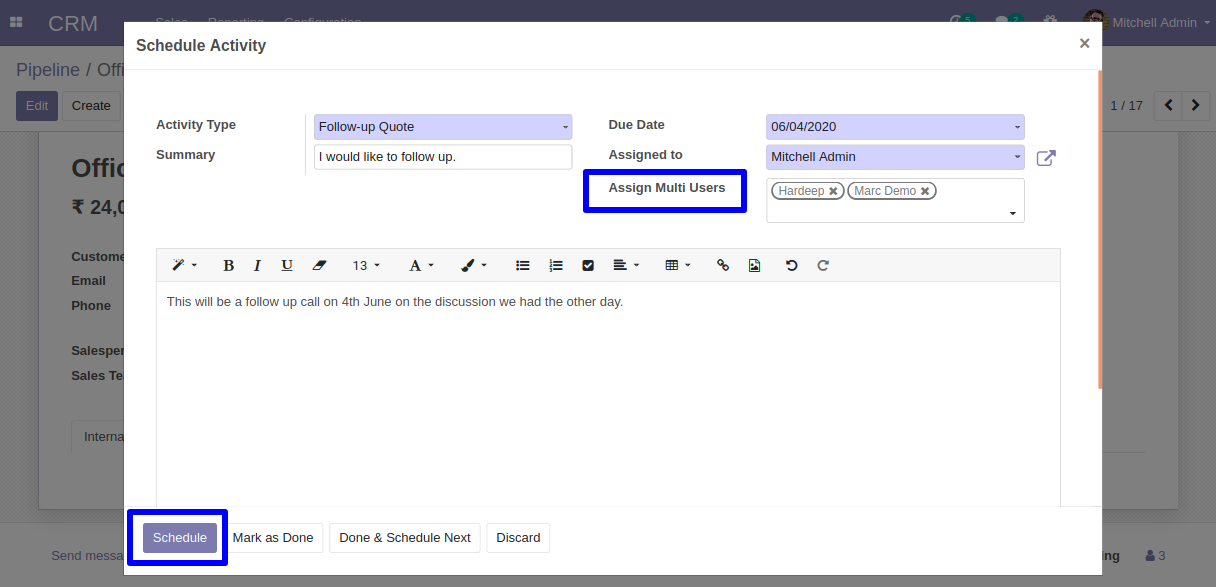 CRM Sales Reporting Configuration 5 2 Mitchell Admin
Schedule Activity ×
Pipeline / Offi
Edit Create 1 / 17
Activity Type Follow-up Quote Due Date 06/04/2020
Summary I would like to follow up. Assigned to Mitchell Admin
Assign Multi Users Hardeep Marc Demo
Offic
₹ 24,0
Custome
Email
Phone
Salesper
Sales Te
Interna
B I U 13 A
This will be a follow up call on 4th June on the discussion we had the other day.
Schedule Mark as Done Done & Schedule Next Discard
Send messa ing 3